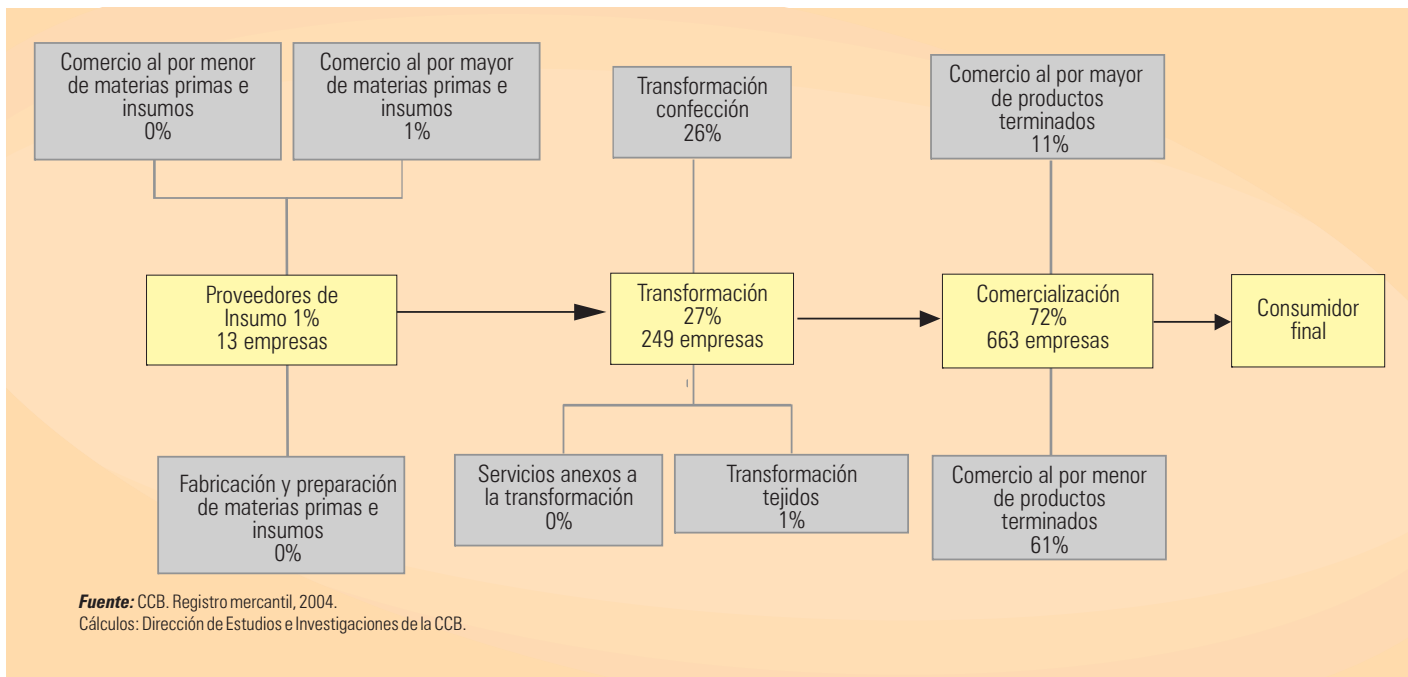 Comercio al por menor
de materias primas e
insumos
0%
Comercio al por mayor
de materias primas e
insumos
1%
Transformación
confección
26%
Comercio al por mayor
de productos
terminados
11%
Proveedores de
Insumo 1%
13 empresas
Transformación
27%
249 empresas
Comercialización
72%
663 empresas
Consumidor
final
Fabricación y preparación
de materias primas e
insumos
0%
Servicios anexos a
la transformación
0%
Transformación
tejidos
1%
Comercio al por menor
de productos
terminados
61%
Fuente: CCB. Registro mercantil, 2004.
Cálculos: Dirección de Estudios e Investigaciones de la CCB.